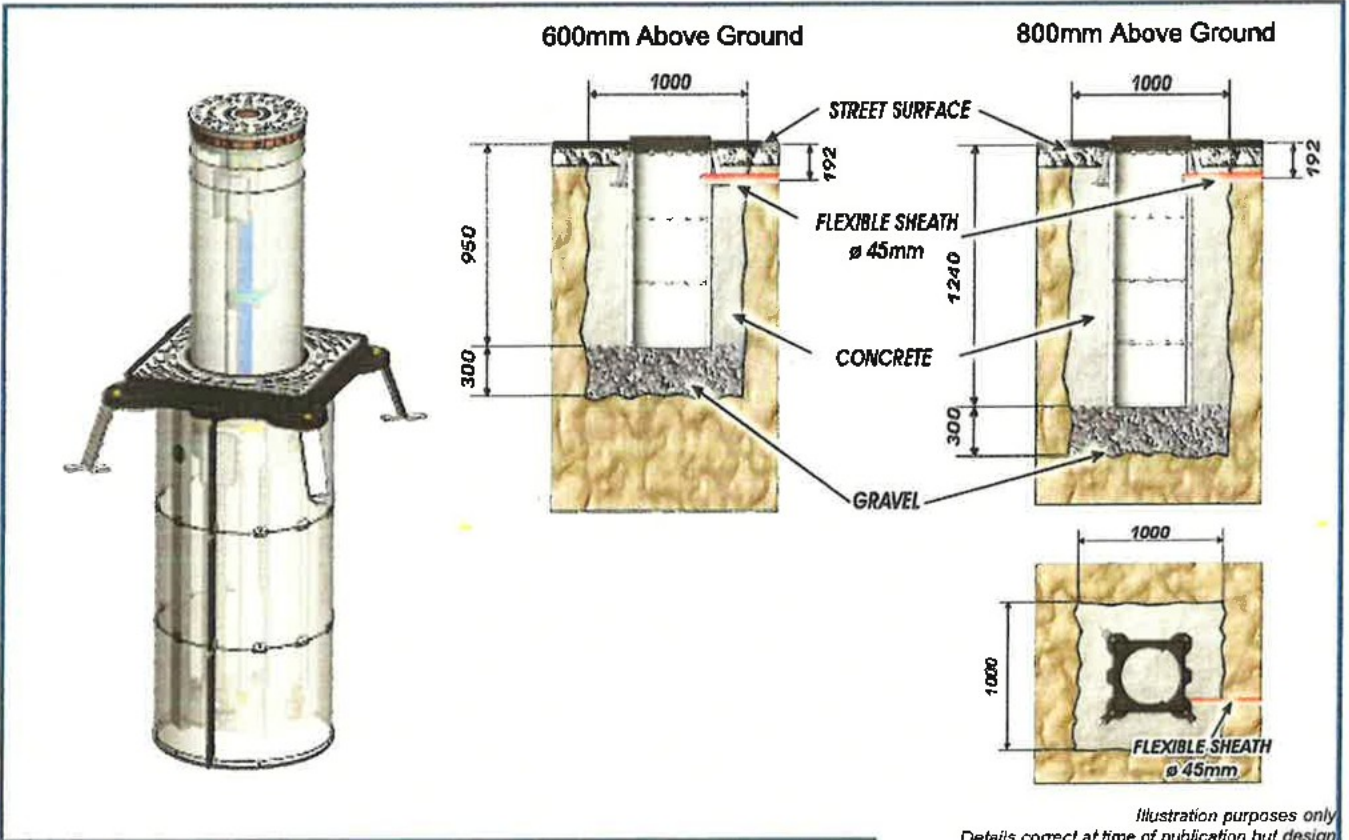 600mm Above Ground
800mm Above Ground
1000
1000
STREET SURFACE
192
192
FLEXIBLE SHEATH
ø 45mm
950
1240
CONCRETE
300
300
GRAVEL
1000
1000
FLEXIBLE SHEATH
ø 45mm
Illustration purposes only
Details correct at time of publication but design